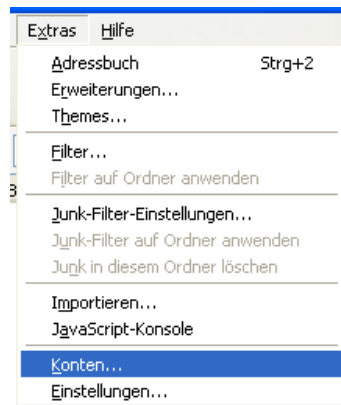 Extras Hilfe
Adressbuch Strg+2
Erweiterungen...
Themes...
Filter...
Filter auf Ordner anwenden
Junk-Filter-Einstellungen...
Junk-Filter auf Ordner anwenden
Junk in diesem Ordner löschen
Importieren...
JavaScript-Konsole
Konten...
Einstellungen...